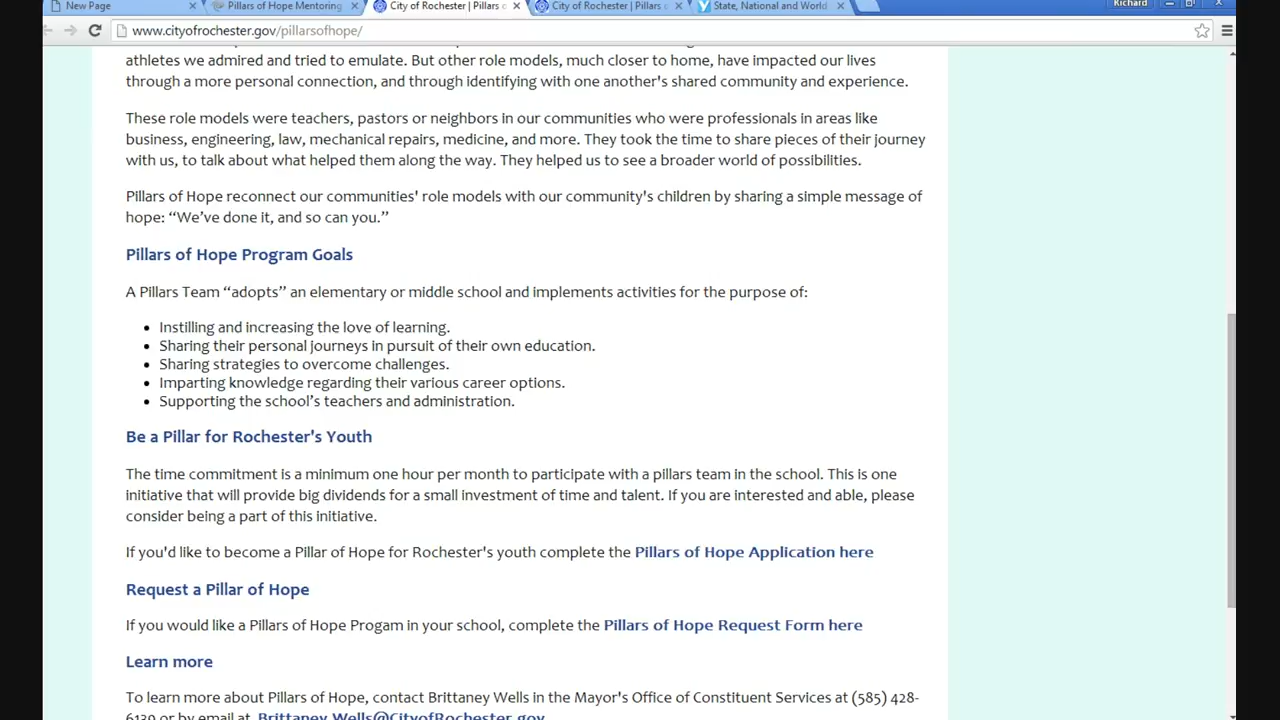 New Page
Pillars of Hope Mentoring
City of Rochester | Pillars o
City of Rochester | Pillars o
State, National and World
Richard
www.cityofrochester.gov/pillarsofhope/
athletes we admired and tried to emulate. But other role models, much closer to home, have impacted our lives
through a more personal connection, and through identifying with one another's shared community and experience.
These role models were teachers, pastors or neighbors in our communities who were professionals in areas like
business, engineering, law, mechanical repairs, medicine, and more. They took the time to share pieces of their journey
with us, to talk about what helped them along the way. They helped us to see a broader world of possibilities.
Pillars of Hope reconnect our communities' role models with our community's children by sharing a simple message of
hope: “We’ve done it, and so can you.”
Pillars of Hope Program Goals
A Pillars Team “adopts” an elementary or middle school and implements activities for the purpose of:
• Instilling and increasing the love of learning.
• Sharing their personal journeys in pursuit of their own education.
• Sharing strategies to overcome challenges.
• Imparting knowledge regarding their various career options.
• Supporting the school’s teachers and administration.
Be a Pillar for Rochester's Youth
The time commitment is a minimum one hour per month to participate with a pillars team in the school. This is one
initiative that will provide big dividends for a small investment of time and talent. If you are interested and able, please
consider being a part of this initiative.
If you'd like to become a Pillar of Hope for Rochester's youth complete the Pillars of Hope Application here
Request a Pillar of Hope
If you would like a Pillars of Hope Progam in your school, complete the Pillars of Hope Request Form here
Learn more
To learn more about Pillars of Hope, contact Brittaney Wells in the Mayor's Office of Constituent Services at (585) 428-
6139 or by email at Brittaney.Wells@CityofRochester.gov